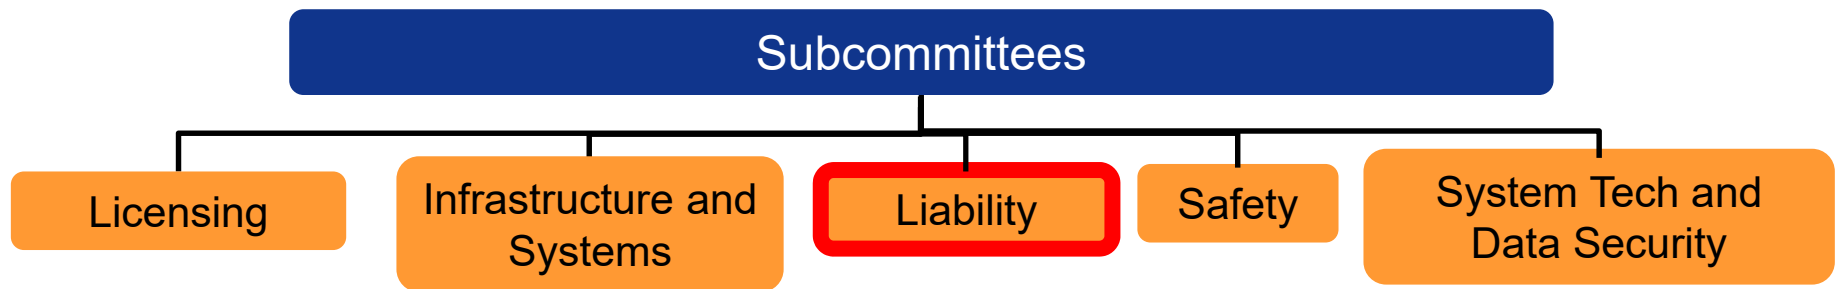 Subcommittees
Licensing
Infrastructure and
Systems
Liability
Safety
System Tech and
Data Security